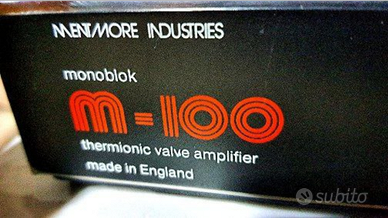 MENTMORE INDUSTRIES
monoblok
m-100
thermionic valve amplifier
made in England
subito